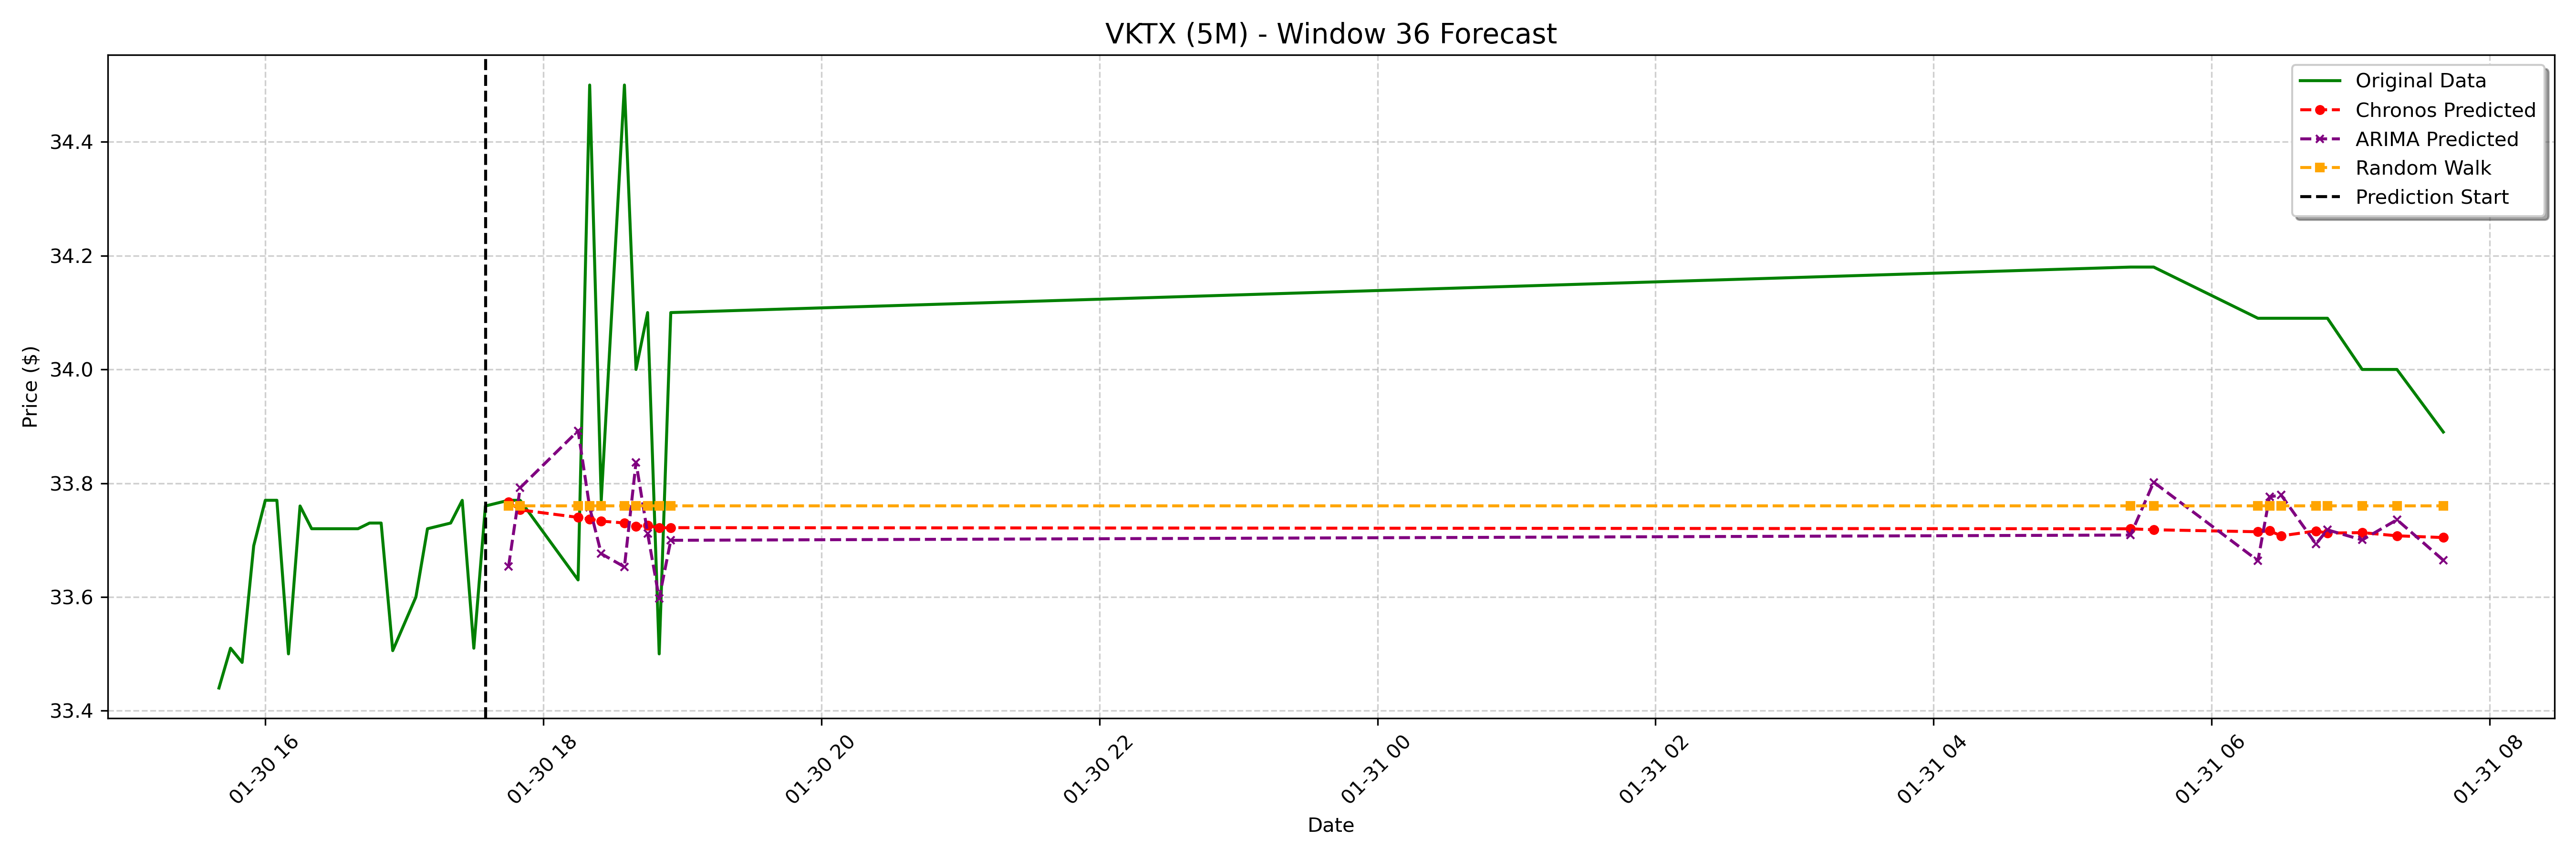 VKTX (5M) - Window 36 Forecast
Original Data
Chronos Predicted
ARIMA Predicted
Random Walk
Prediction Start
Price ($)
34.4
34.2
34.0
33.8
33.6
33.4
01-30 16
01-30 18
01-30 20
01-30 22
01-31 00
01-31 02
01-31 04
01-31 06
01-31 08
Date